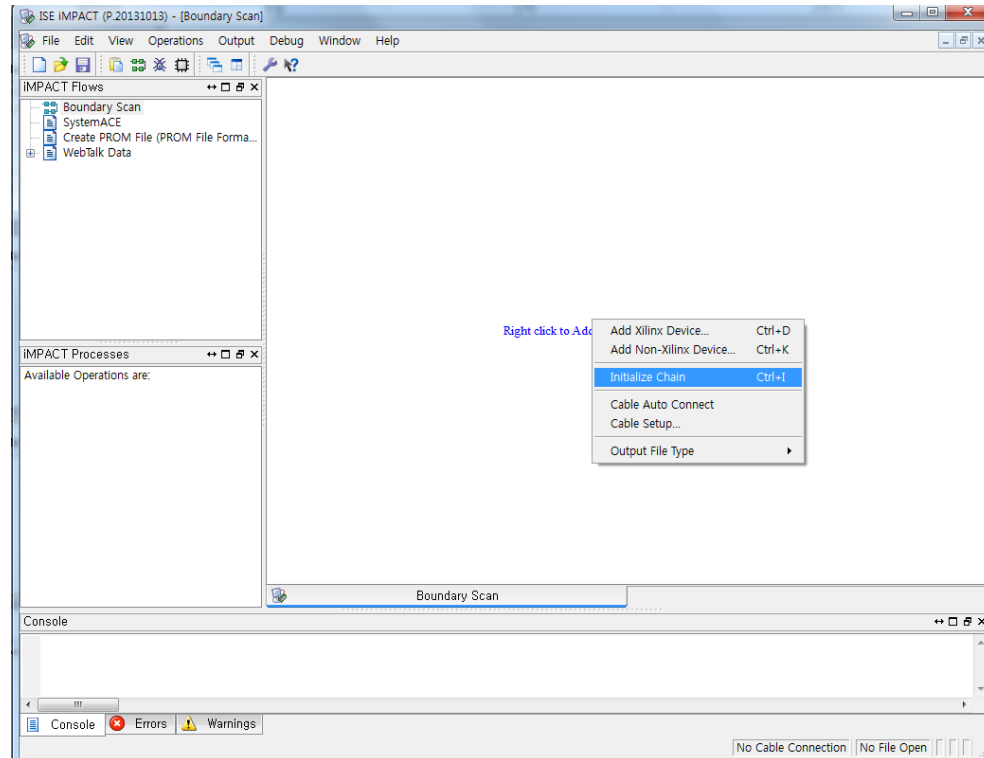 ISE iMPACT (P.20131013) - [Boundary Scan]
File Edit View Operations Output Debug Window Help
iMPACT Flows
Boundary Scan
SystemACE
Create PROM File (PROM File Forma...
WebTalk Data
Right click to Add
Add Xilinx Device... Ctrl+D
Add Non-Xilinx Device... Ctrl+K
Initialize Chain Ctrl+I
Cable Auto Connect
Cable Setup...
Output File Type
iMPACT Processes
Available Operations are:
Boundary Scan
Console
Console Errors Warnings
No Cable Connection No File Open